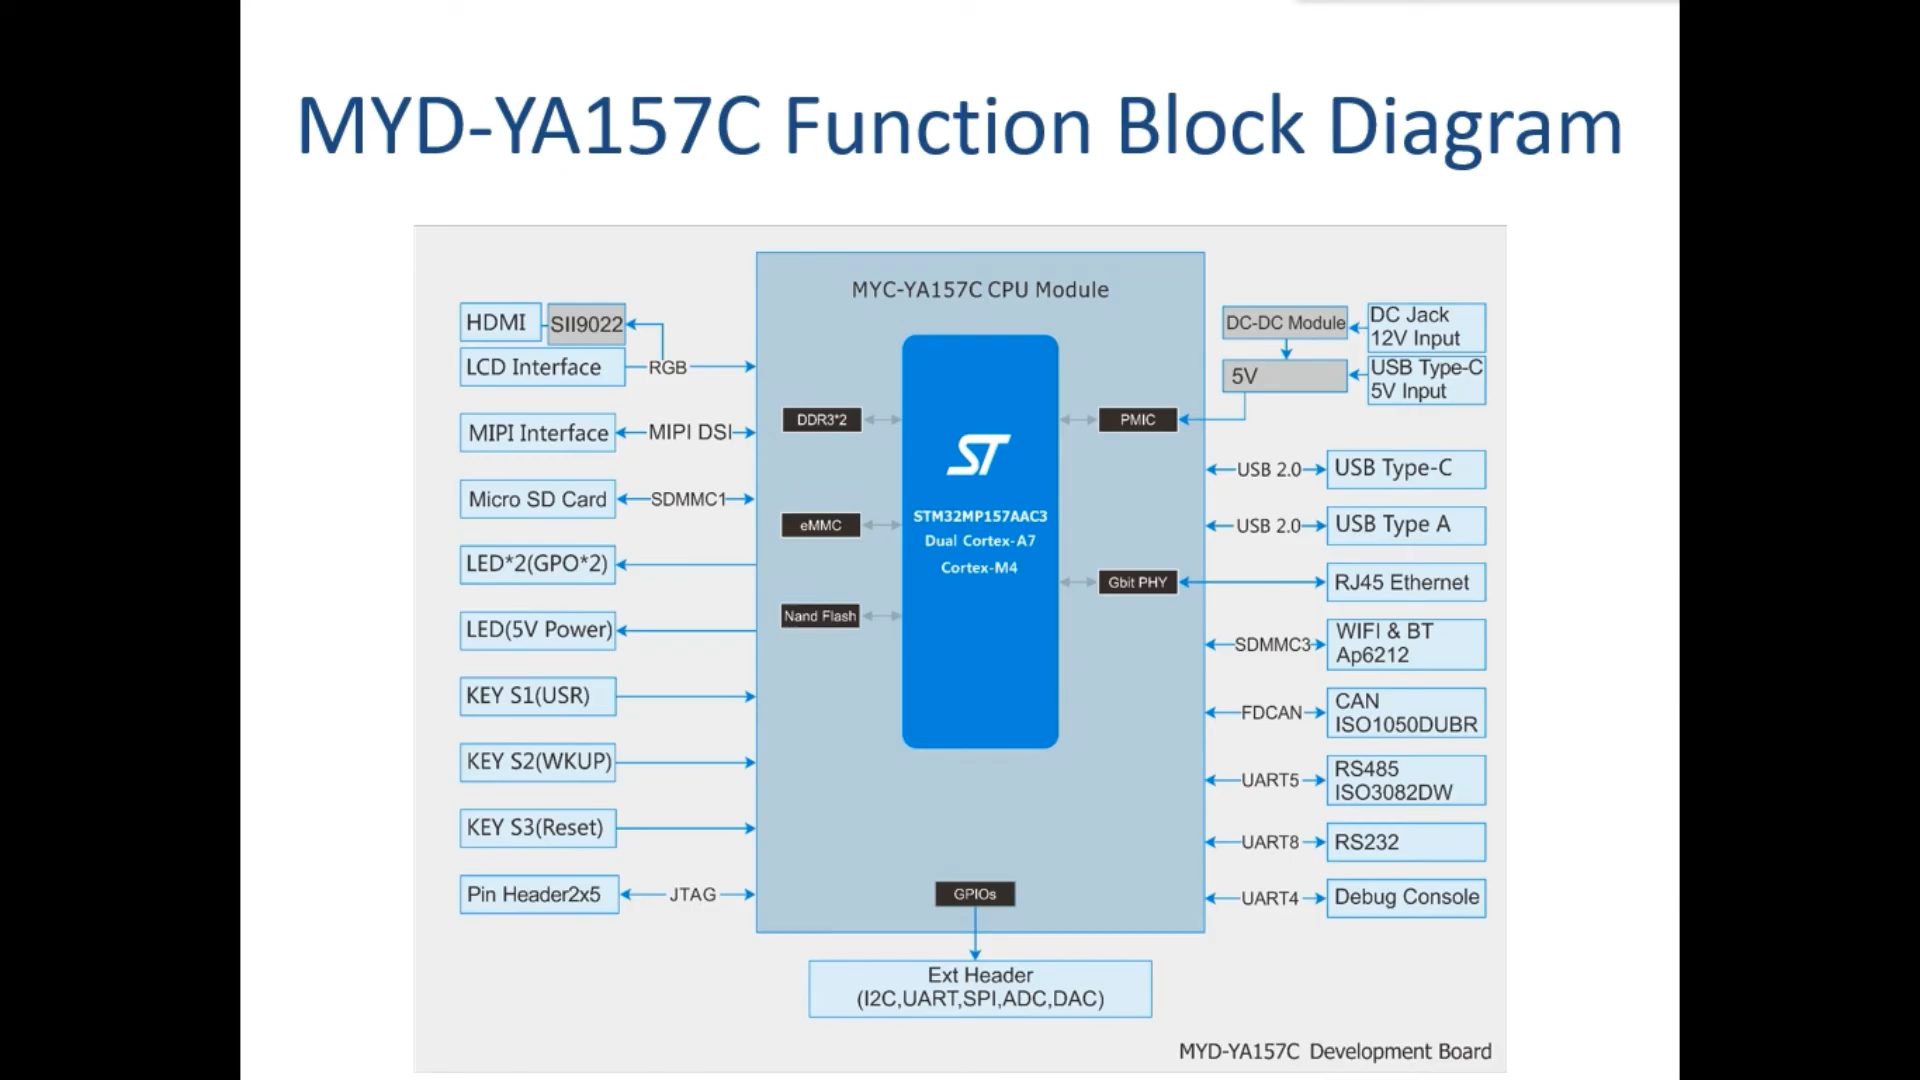 MYD-YA157C Function Block Diagram
MYC-YA157C CPU Module
HDMI
SII9022
LCD Interface
RGB
MIPI Interface
MIPI DSI
Micro SD Card
SDMMC1
LED*2(GPO*2)
LED(5V Power)
KEY S1(USR)
KEY S2(WKUP)
KEY S3(Reset)
Pin Header2x5
JTAG
DDR3*2
eMMC
Nand Flash
ST
STM32MP157AAC3
Dual Cortex-A7
Cortex-M4
PMIC
Gbit PHY
GPIOs
DC-DC Module
DC Jack
12V Input
5V
USB Type-C
5V Input
USB 2.0
USB Type-C
USB 2.0
USB Type A
RJ45 Ethernet
SDMMC3
WIFI & BT
Ap6212
FDCAN
CAN
ISO1050DUBR
UART5
RS485
ISO3082DW
UART8
RS232
UART4
Debug Console
Ext Header
(I2C,UART,SPI,ADC,DAC)
MYD-YA157C Development Board